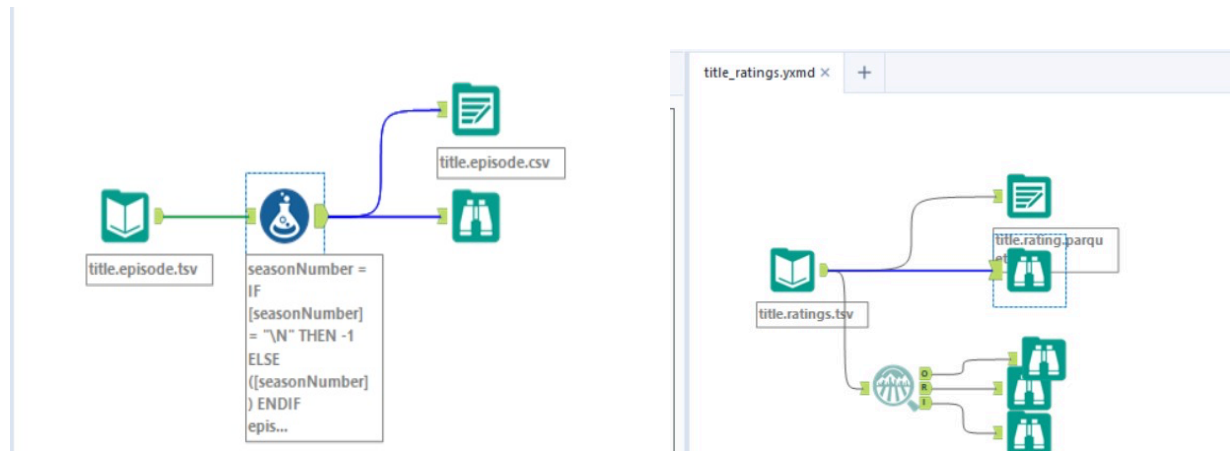 title.episode.csv
title.episode.tsv
seasonNumber =
IF
[seasonNumber]
= "\N" THEN -1
ELSE
([seasonNumber]
) ENDIF
epis...
title_ratings.yxmd × +
title.rating.parqu
et
title.ratings.tsv
O
R
I